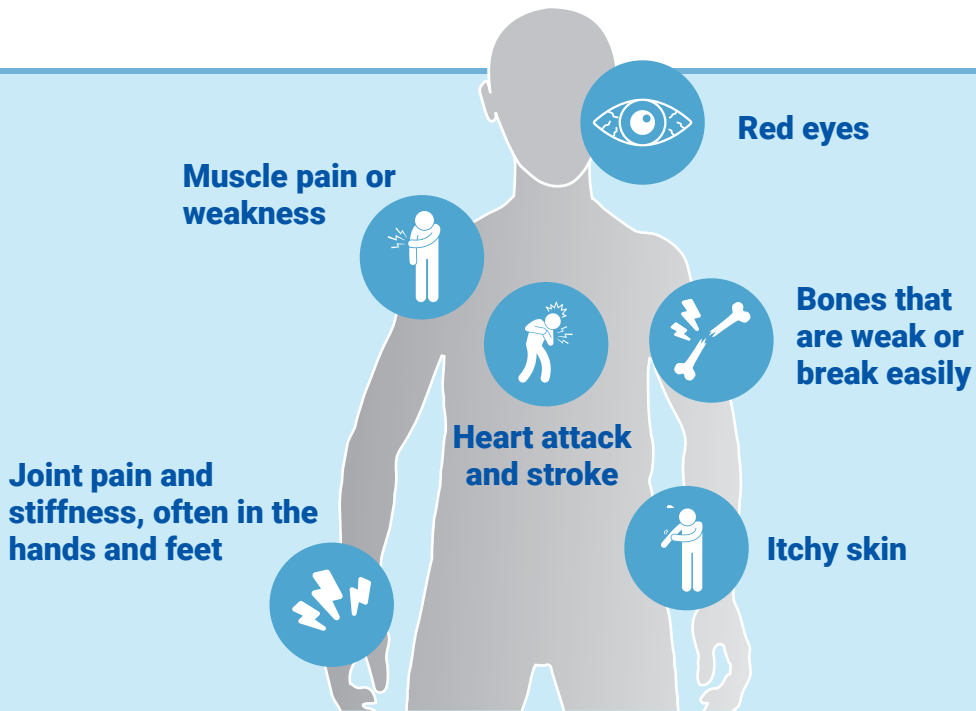 Red eyes
Muscle pain or
weakness
Bones that
are weak or
break easily
Heart attack
and stroke
Joint pain and
stiffness, often in the
hands and feet
Itchy skin